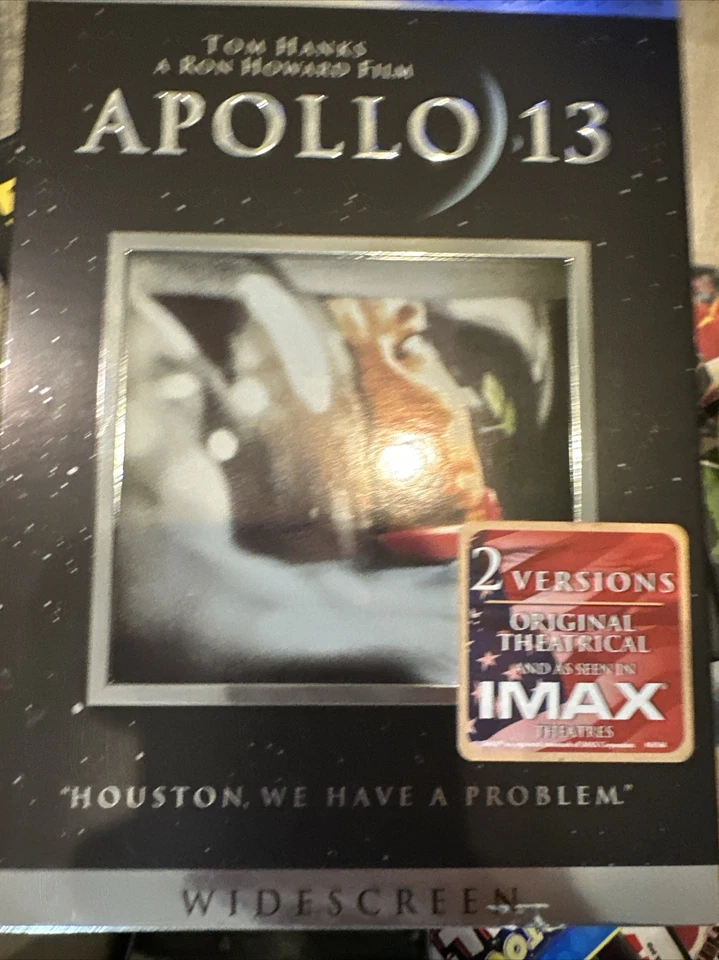 TOM HANKS
A RON HOWARD FILM
APOLLO 13
2 VERSIONS
ORIGINAL
THEATRICAL
AND AS SEEN IN
IMAX
THEATRES
"HOUSTON, WE HAVE A PROBLEM."
WIDESCREEN